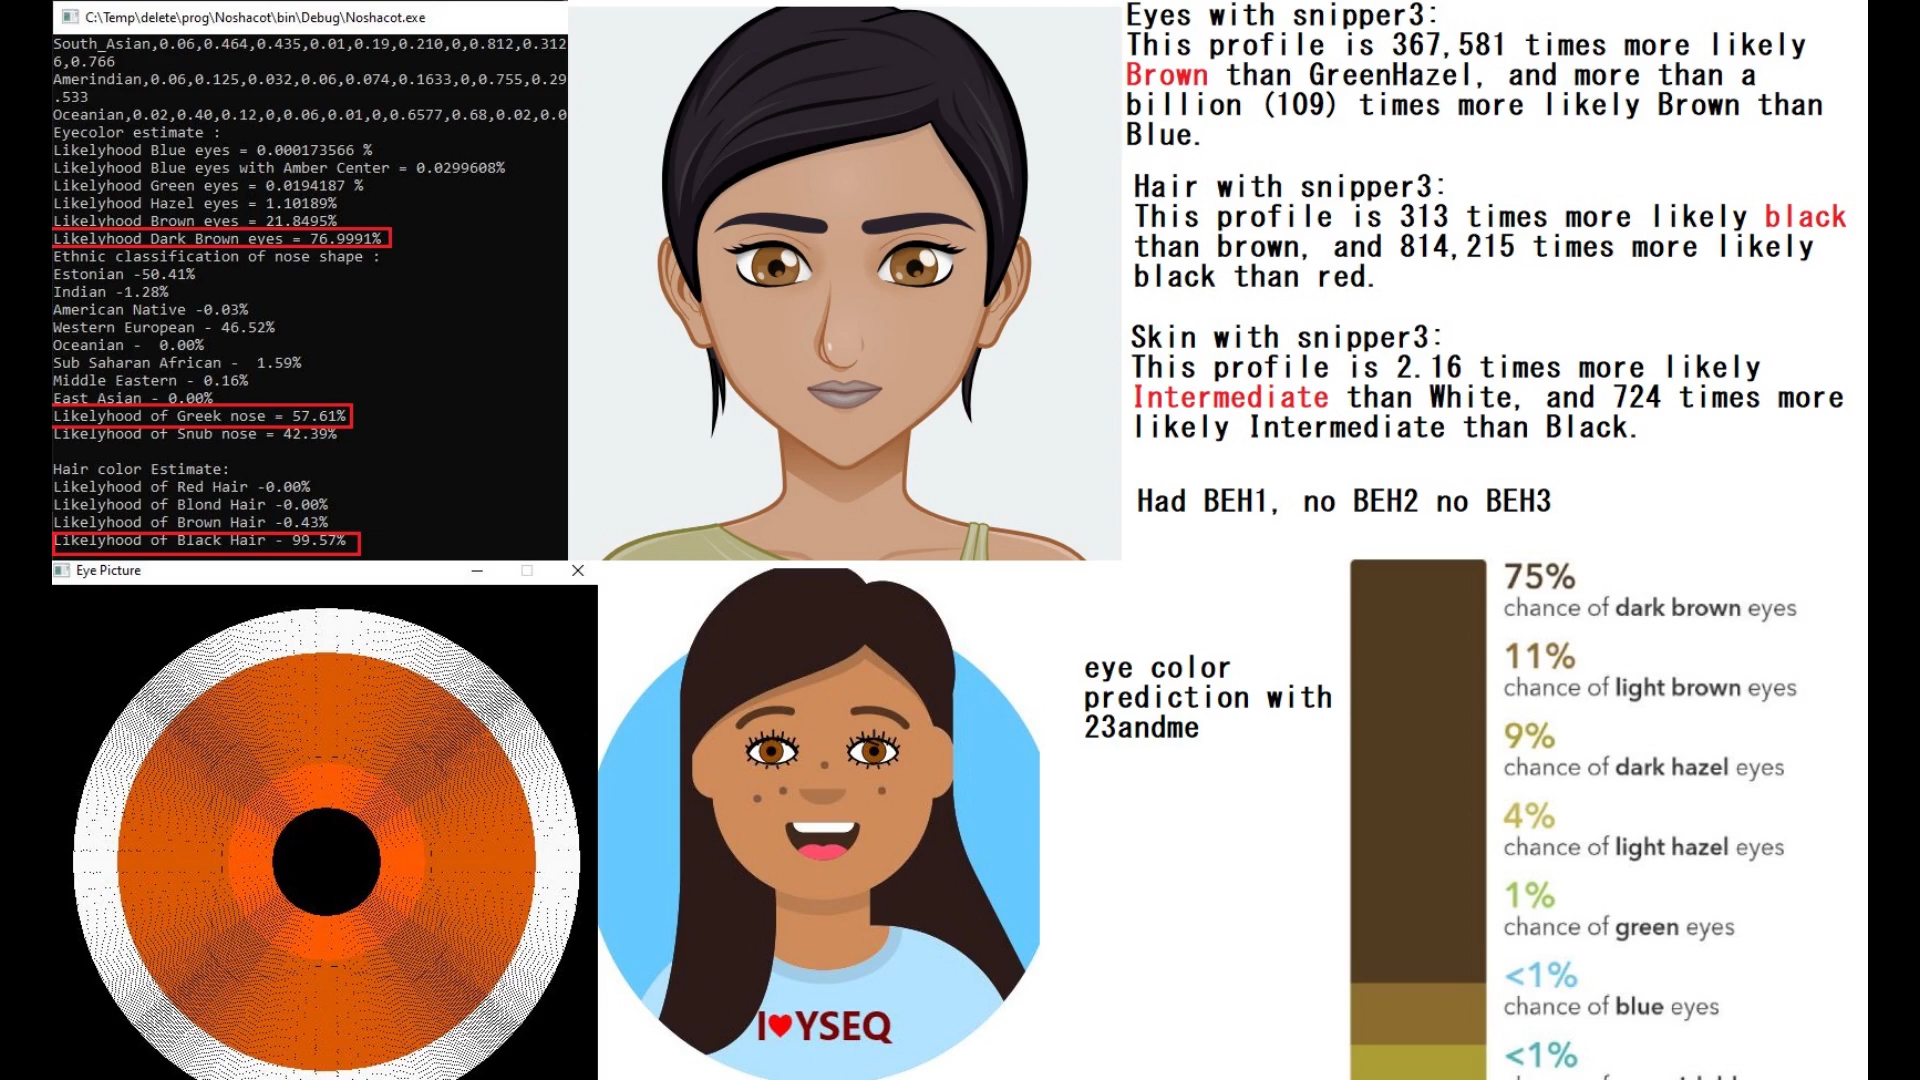 C:\Temp\delete\prog\Noshacot\bin\Debug\Noshacot.exe
South_Asian,0.06,0.464,0.435,0.01,0.19,0.210,0,0.812,0.312
6,0.766
Amerindian,0.06,0.125,0.032,0.06,0.074,0.1633,0,0.755,0.29
.533
Oceanian,0.02,0.40,0.12,0,0.06,0.01,0,0.6577,0.68,0.02,0.0
Eyecolor estimate :
Likelyhood Blue eyes = 0.000173566 %
Likelyhood Blue eyes with Amber Center = 0.0299608%
Likelyhood Green eyes = 0.0194187 %
Likelyhood Hazel eyes = 1.10189%
Likelyhood Brown eyes = 21.8495%
Likelyhood Dark Brown eyes = 76.9991%
Ethnic classification of nose shape :
Estonian -50.41%
Indian -1.28%
American Native -0.03%
Western European - 46.52%
Oceanian -  0.00%
Sub Saharan African -  1.59%
Middle Eastern - 0.16%
East Asian - 0.00%
Likelyhood of Greek nose = 57.61%
Likelyhood of Snub nose = 42.39%
Hair color Estimate:
Likelyhood of Red Hair -0.00%
Likelyhood of Blond Hair -0.00%
Likelyhood of Brown Hair -0.43%
Likelyhood of Black Hair - 99.57%
Eyes with snipper3:
This profile is 367,581 times more likely
Brown than GreenHazel, and more than a
billion (109) times more likely Brown than
Blue.
Hair with snipper3:
This profile is 313 times more likely black
than brown, and 814,215 times more likely
black than red.
Skin with snipper3:
This profile is 2.16 times more likely
Intermediate than White, and 724 times more
likely Intermediate than Black.
Had BEH1, no BEH2 no BEH3
Eye Picture
I❤YSEQ
eye color
prediction with
23andme
75%
chance of dark brown eyes
11%
chance of light brown eyes
9%
chance of dark hazel eyes
4%
chance of light hazel eyes
1%
chance of green eyes
<1%
chance of blue eyes
<1%